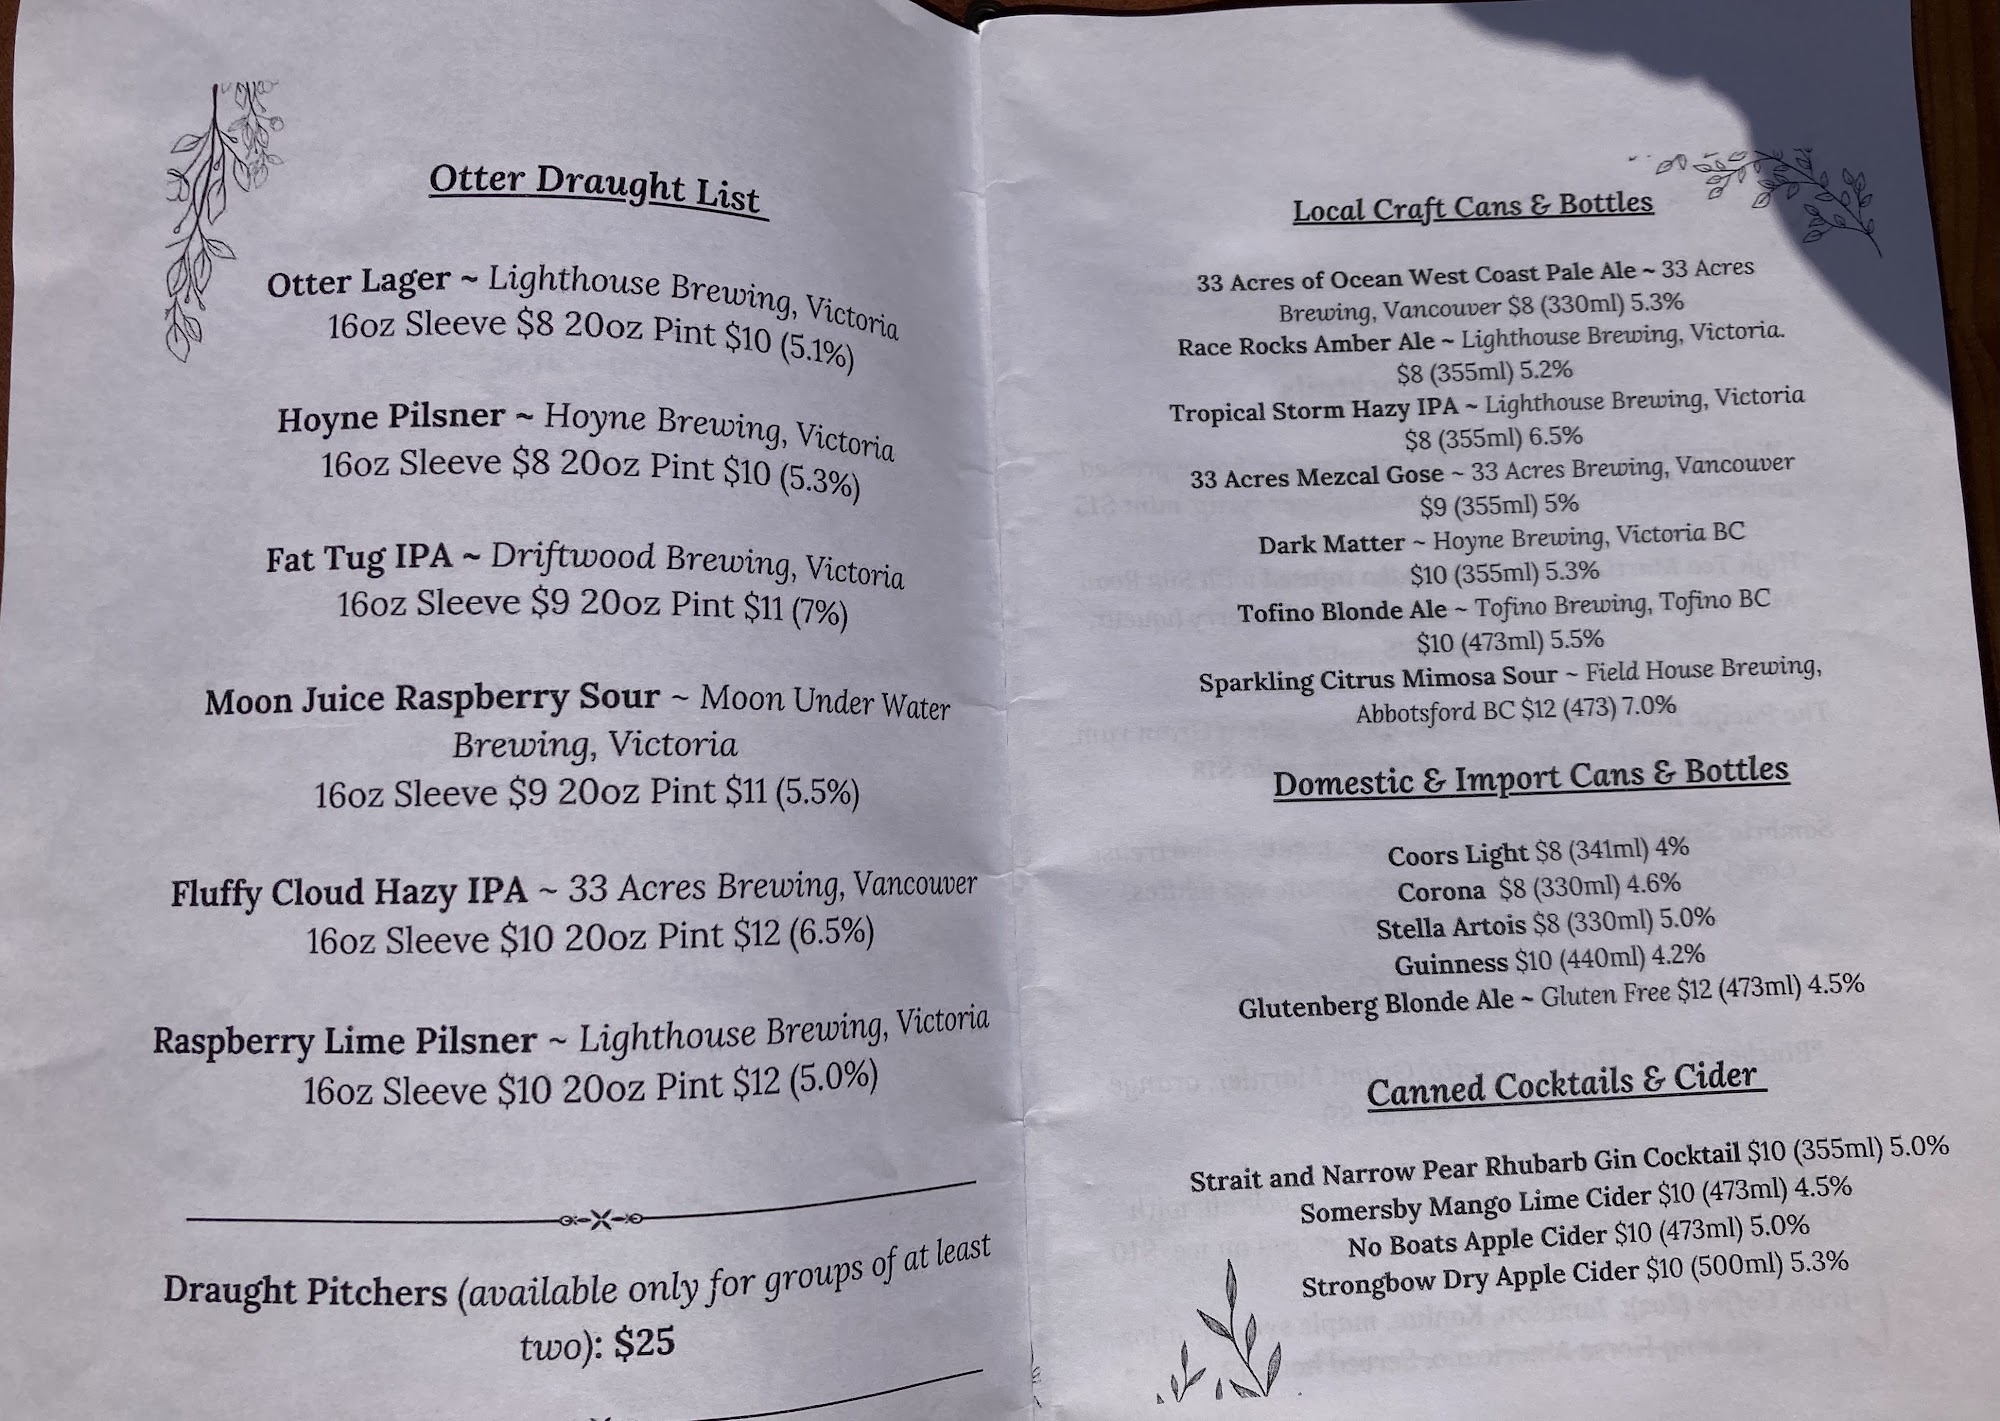 Otter Draught List
Otter Lager ~ Lighthouse Brewing, Victoria
16oz Sleeve $8 20oz Pint $10 (5.1%)
Hoyne Pilsner ~ Hoyne Brewing, Victoria
16oz Sleeve $8 20oz Pint $10 (5.3%)
Fat Tug IPA ~ Driftwood Brewing, Victoria
16oz Sleeve $9 20oz Pint $11 (7%)
Moon Juice Raspberry Sour ~ Moon Under Water
Brewing, Victoria
16oz Sleeve $9 20oz Pint $11 (5.5%)
Fluffy Cloud Hazy IPA ~ 33 Acres Brewing, Vancouver
16oz Sleeve $10 20oz Pint $12 (6.5%)
Raspberry Lime Pilsner ~ Lighthouse Brewing, Victoria
16oz Sleeve $10 20oz Pint $12 (5.0%)
Draught Pitchers (available only for groups of at least
two): $25
Local Craft Cans & Bottles
33 Acres of Ocean West Coast Pale Ale ~ 33 Acres
Brewing, Vancouver $8 (330ml) 5.3%
Race Rocks Amber Ale ~ Lighthouse Brewing, Victoria.
$8 (355ml) 5.2%
Tropical Storm Hazy IPA ~ Lighthouse Brewing, Victoria
$8 (355ml) 6.5%
33 Acres Mezcal Gose ~ 33 Acres Brewing, Vancouver
$9 (355ml) 5%
Dark Matter ~ Hoyne Brewing, Victoria BC
$10 (355ml) 5.3%
Tofino Blonde Ale ~ Tofino Brewing, Tofino BC
$10 (473ml) 5.5%
Sparkling Citrus Mimosa Sour ~ Field House Brewing,
Abbotsford BC $12 (473) 7.0%
Domestic & Import Cans & Bottles
Coors Light $8 (341ml) 4%
Corona $8 (330ml) 4.6%
Stella Artois $8 (330ml) 5.0%
Guinness $10 (440ml) 4.2%
Glutenberg Blonde Ale ~ Gluten Free $12 (473ml) 4.5%
Canned Cocktails & Cider
Strait and Narrow Pear Rhubarb Gin Cocktail $10 (355ml) 5.0%
Somersby Mango Lime Cider $10 (473ml) 4.5%
No Boats Apple Cider $10 (473ml) 5.0%
Strongbow Dry Apple Cider $10 (500ml) 5.3%